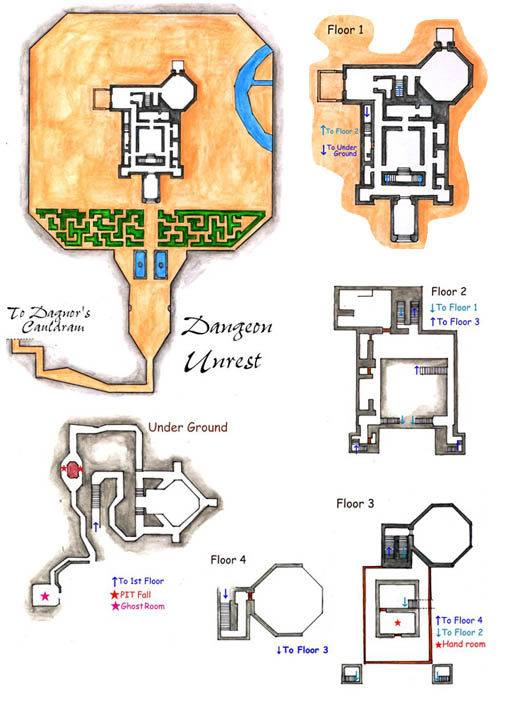 Floor 1
To Floor 2
To Under
Ground
To Dagnor's
Cauldram
Dangeon
Unrest
Floor 2
To Floor 1
To Floor 3
Under Ground
To 1st Floor
PIT Fall
Ghost Room
Floor 4
To Floor 3
Floor 3
To Floor 4
To Floor 2
Hand room